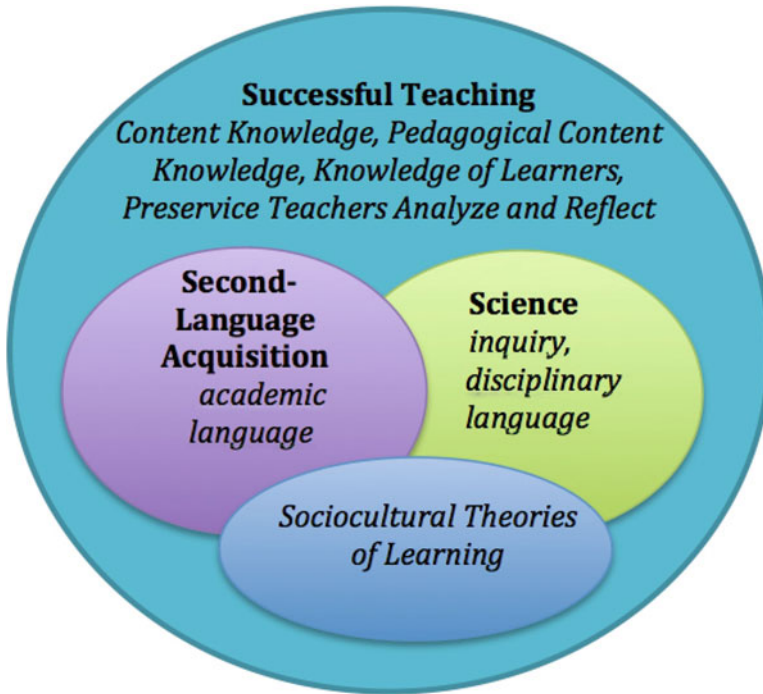 Successful Teaching
Content Knowledge, Pedagogical Content
Knowledge, Knowledge of Learners,
Preservice Teachers Analyze and Reflect
Second-
Language
Acquisition
academic
language
Science
inquiry,
disciplinary
language
Sociocultural Theories
of Learning